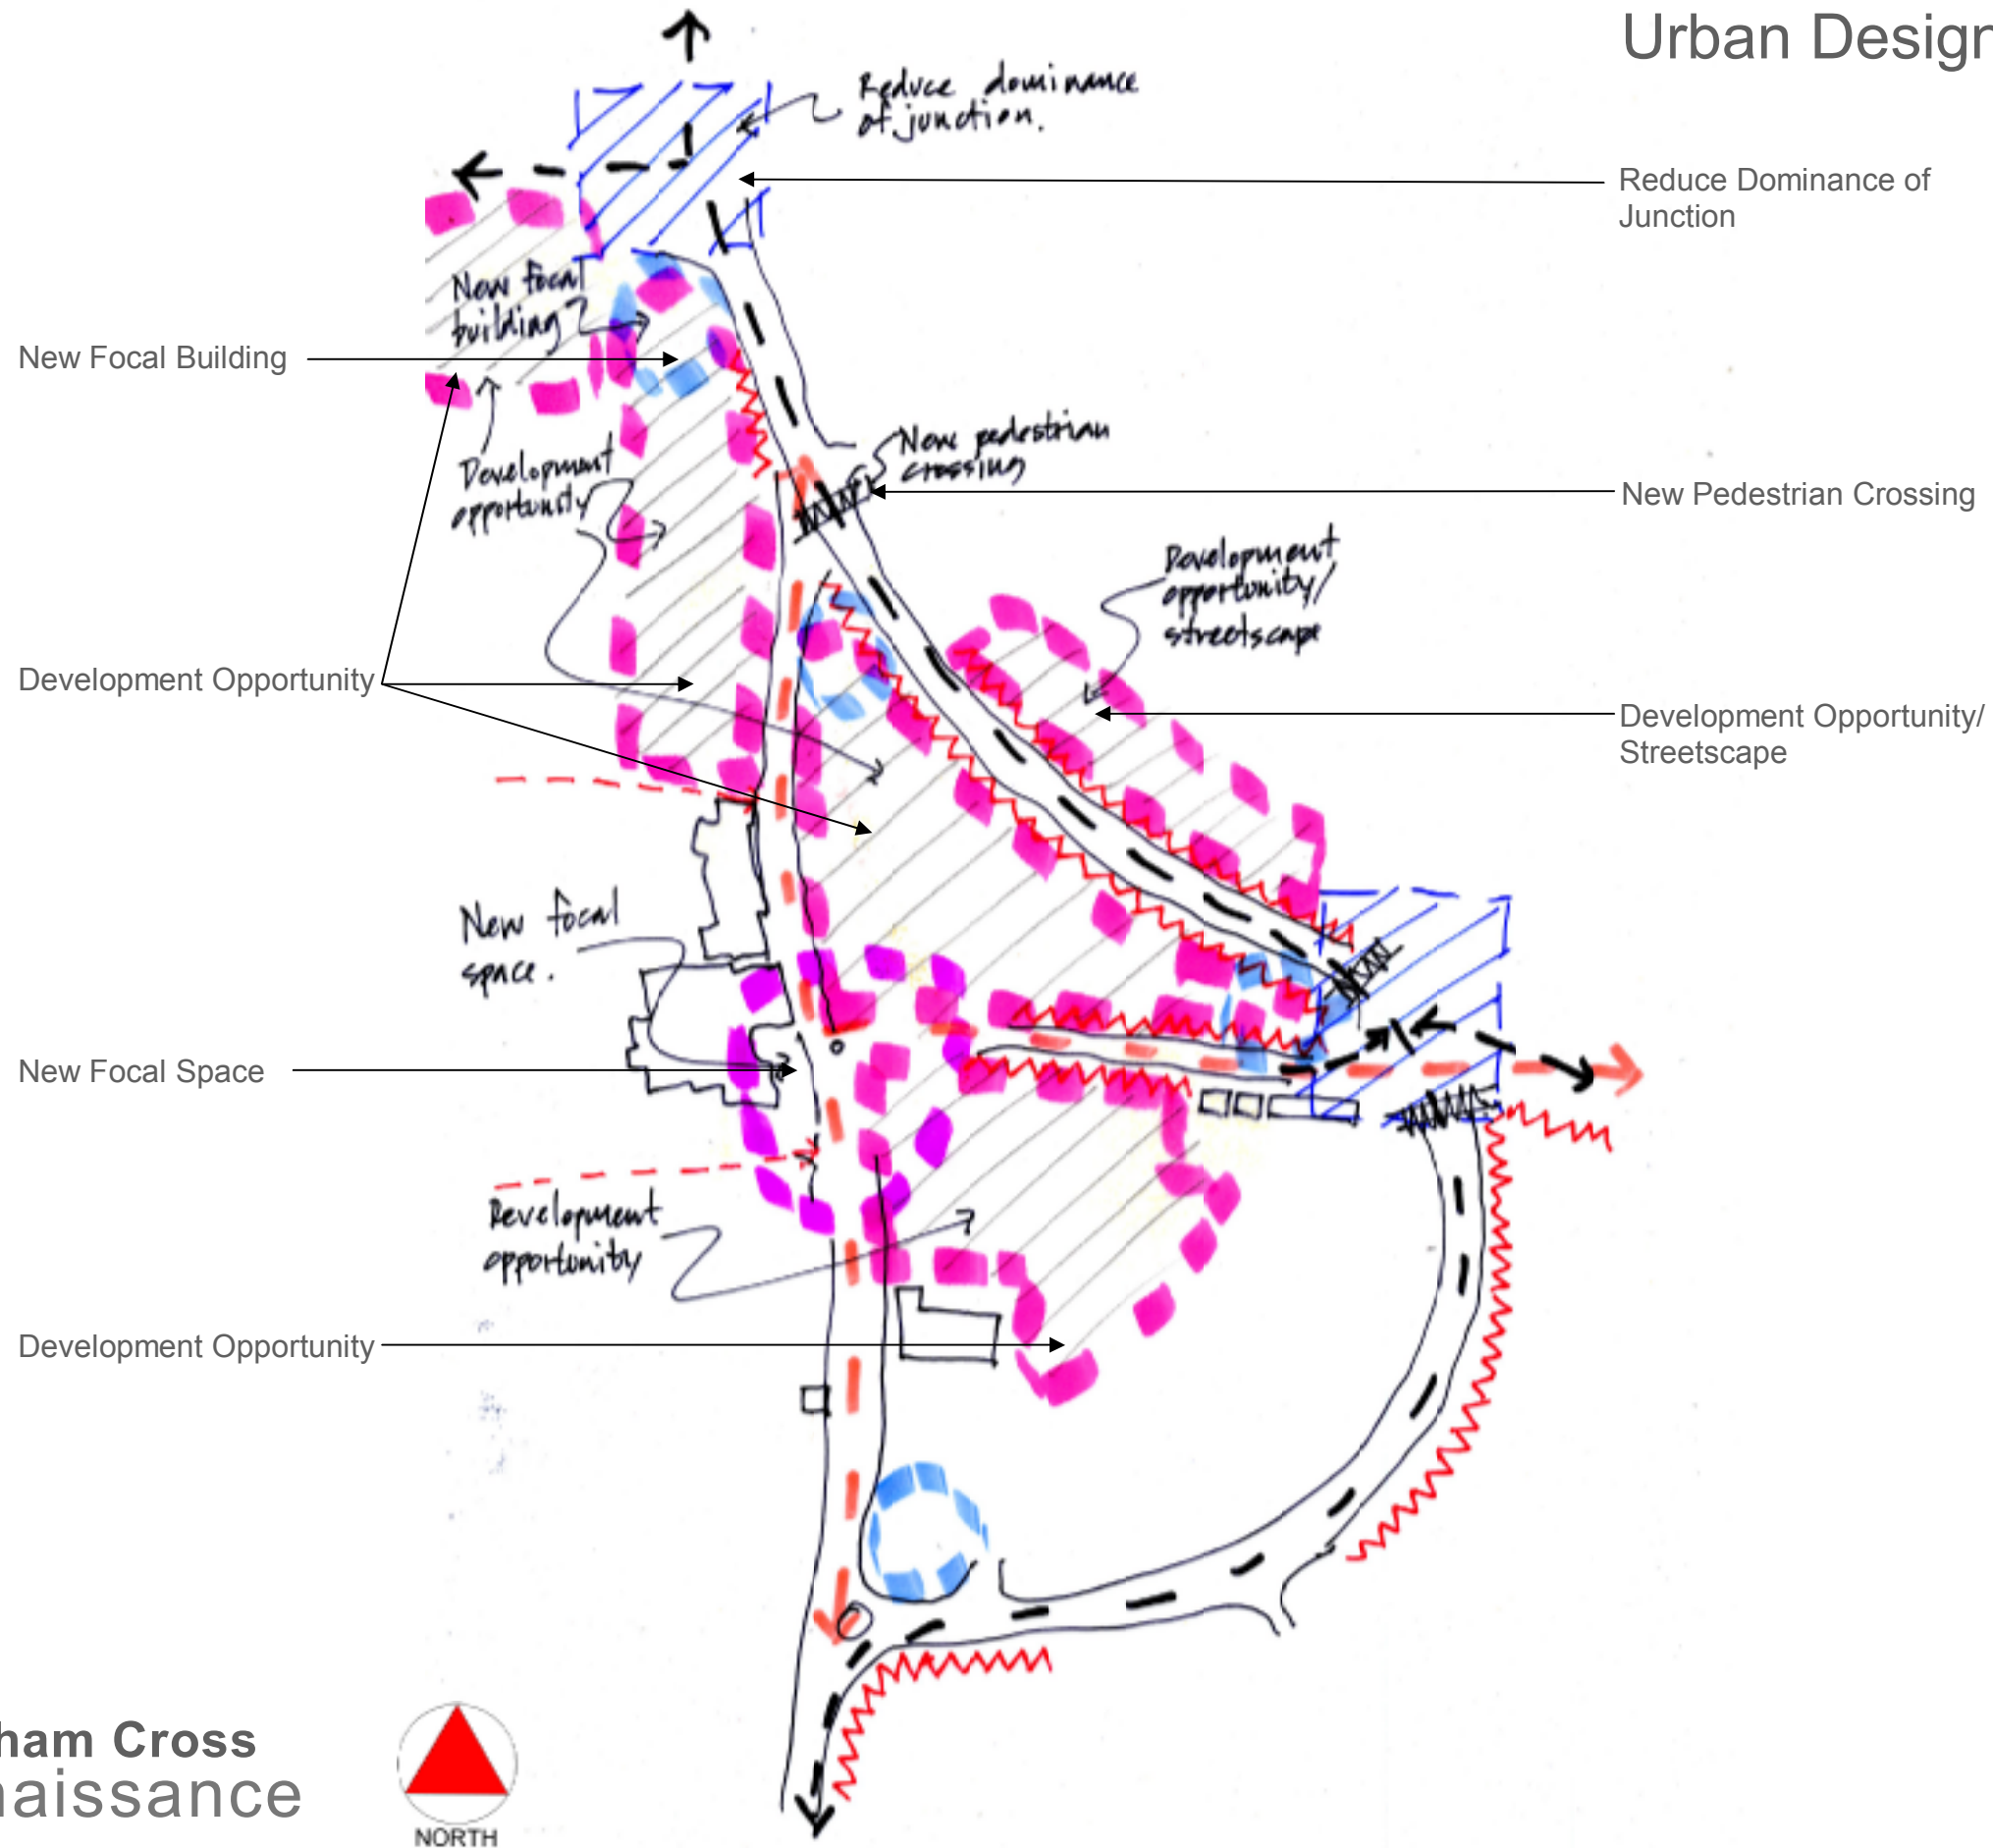 Urban Design
Reduce dominance
of junction.
Reduce Dominance of
Junction
New focal
building
New Focal Building
Development
opportunity
New pedestrian
crossing
New Pedestrian Crossing
Development
opportunity/
streetscape
Development Opportunity
Development Opportunity/
Streetscape
New focal
space.
New Focal Space
Development
opportunity
Development Opportunity
ham Cross
naissance
NORTH